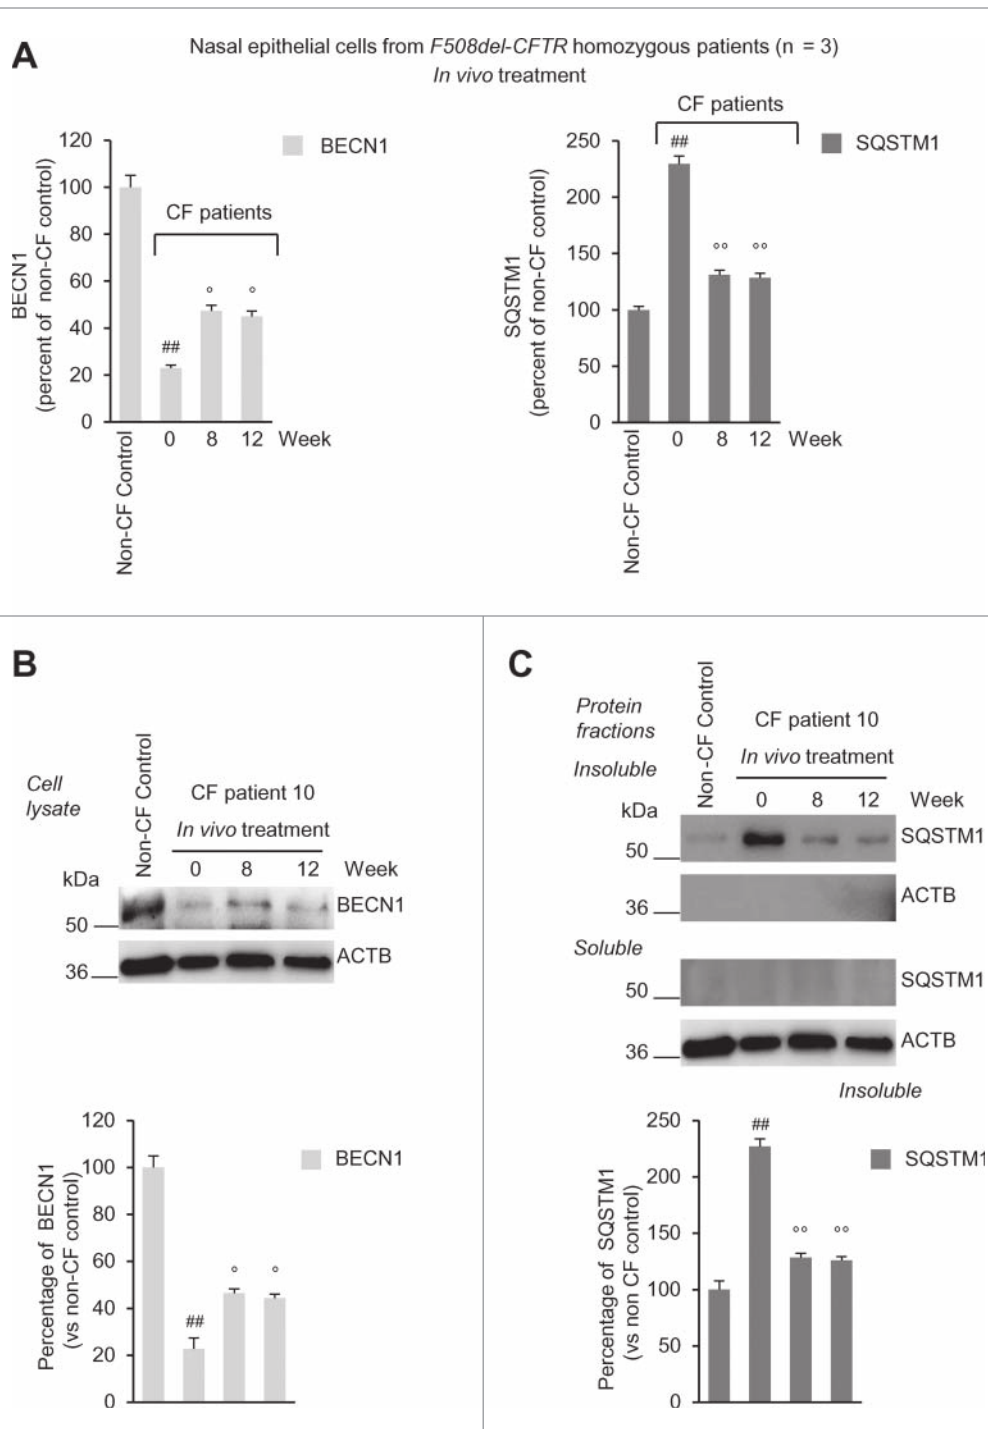 A
Nasal epithelial cells from F508del-CFTR homozygous patients (n = 3)
In vivo treatment
BECN1
(percent of non-CF control)
120
100
80
60
40
20
0
BECN1
CF patients
##
°
°
Non-CF Control
0 8 12 Week
SQSTM1
(percent of non-CF control)
250
200
150
100
50
0
CF patients
SQSTM1
##
°°
°°
Non-CF Control
0 8 12 Week
B
Cell
lysate
Non-CF Control
CF patient 10
In vivo treatment
0 8 12 Week
kDa
50
BECN1
36
ACTB
Percentage of BECN1
(vs non-CF control)
120
100
80
60
40
20
0
BECN1
##
°
°
C
Protein
fractions
Insoluble
Non-CF Control
CF patient 10
In vivo treatment
0 8 12 Week
kDa
50
SQSTM1
36
ACTB
Soluble
50
SQSTM1
36
ACTB
Insoluble
Percentage of SQSTM1
(vs non CF control)
250
200
150
100
50
0
SQSTM1
##
°°
°°